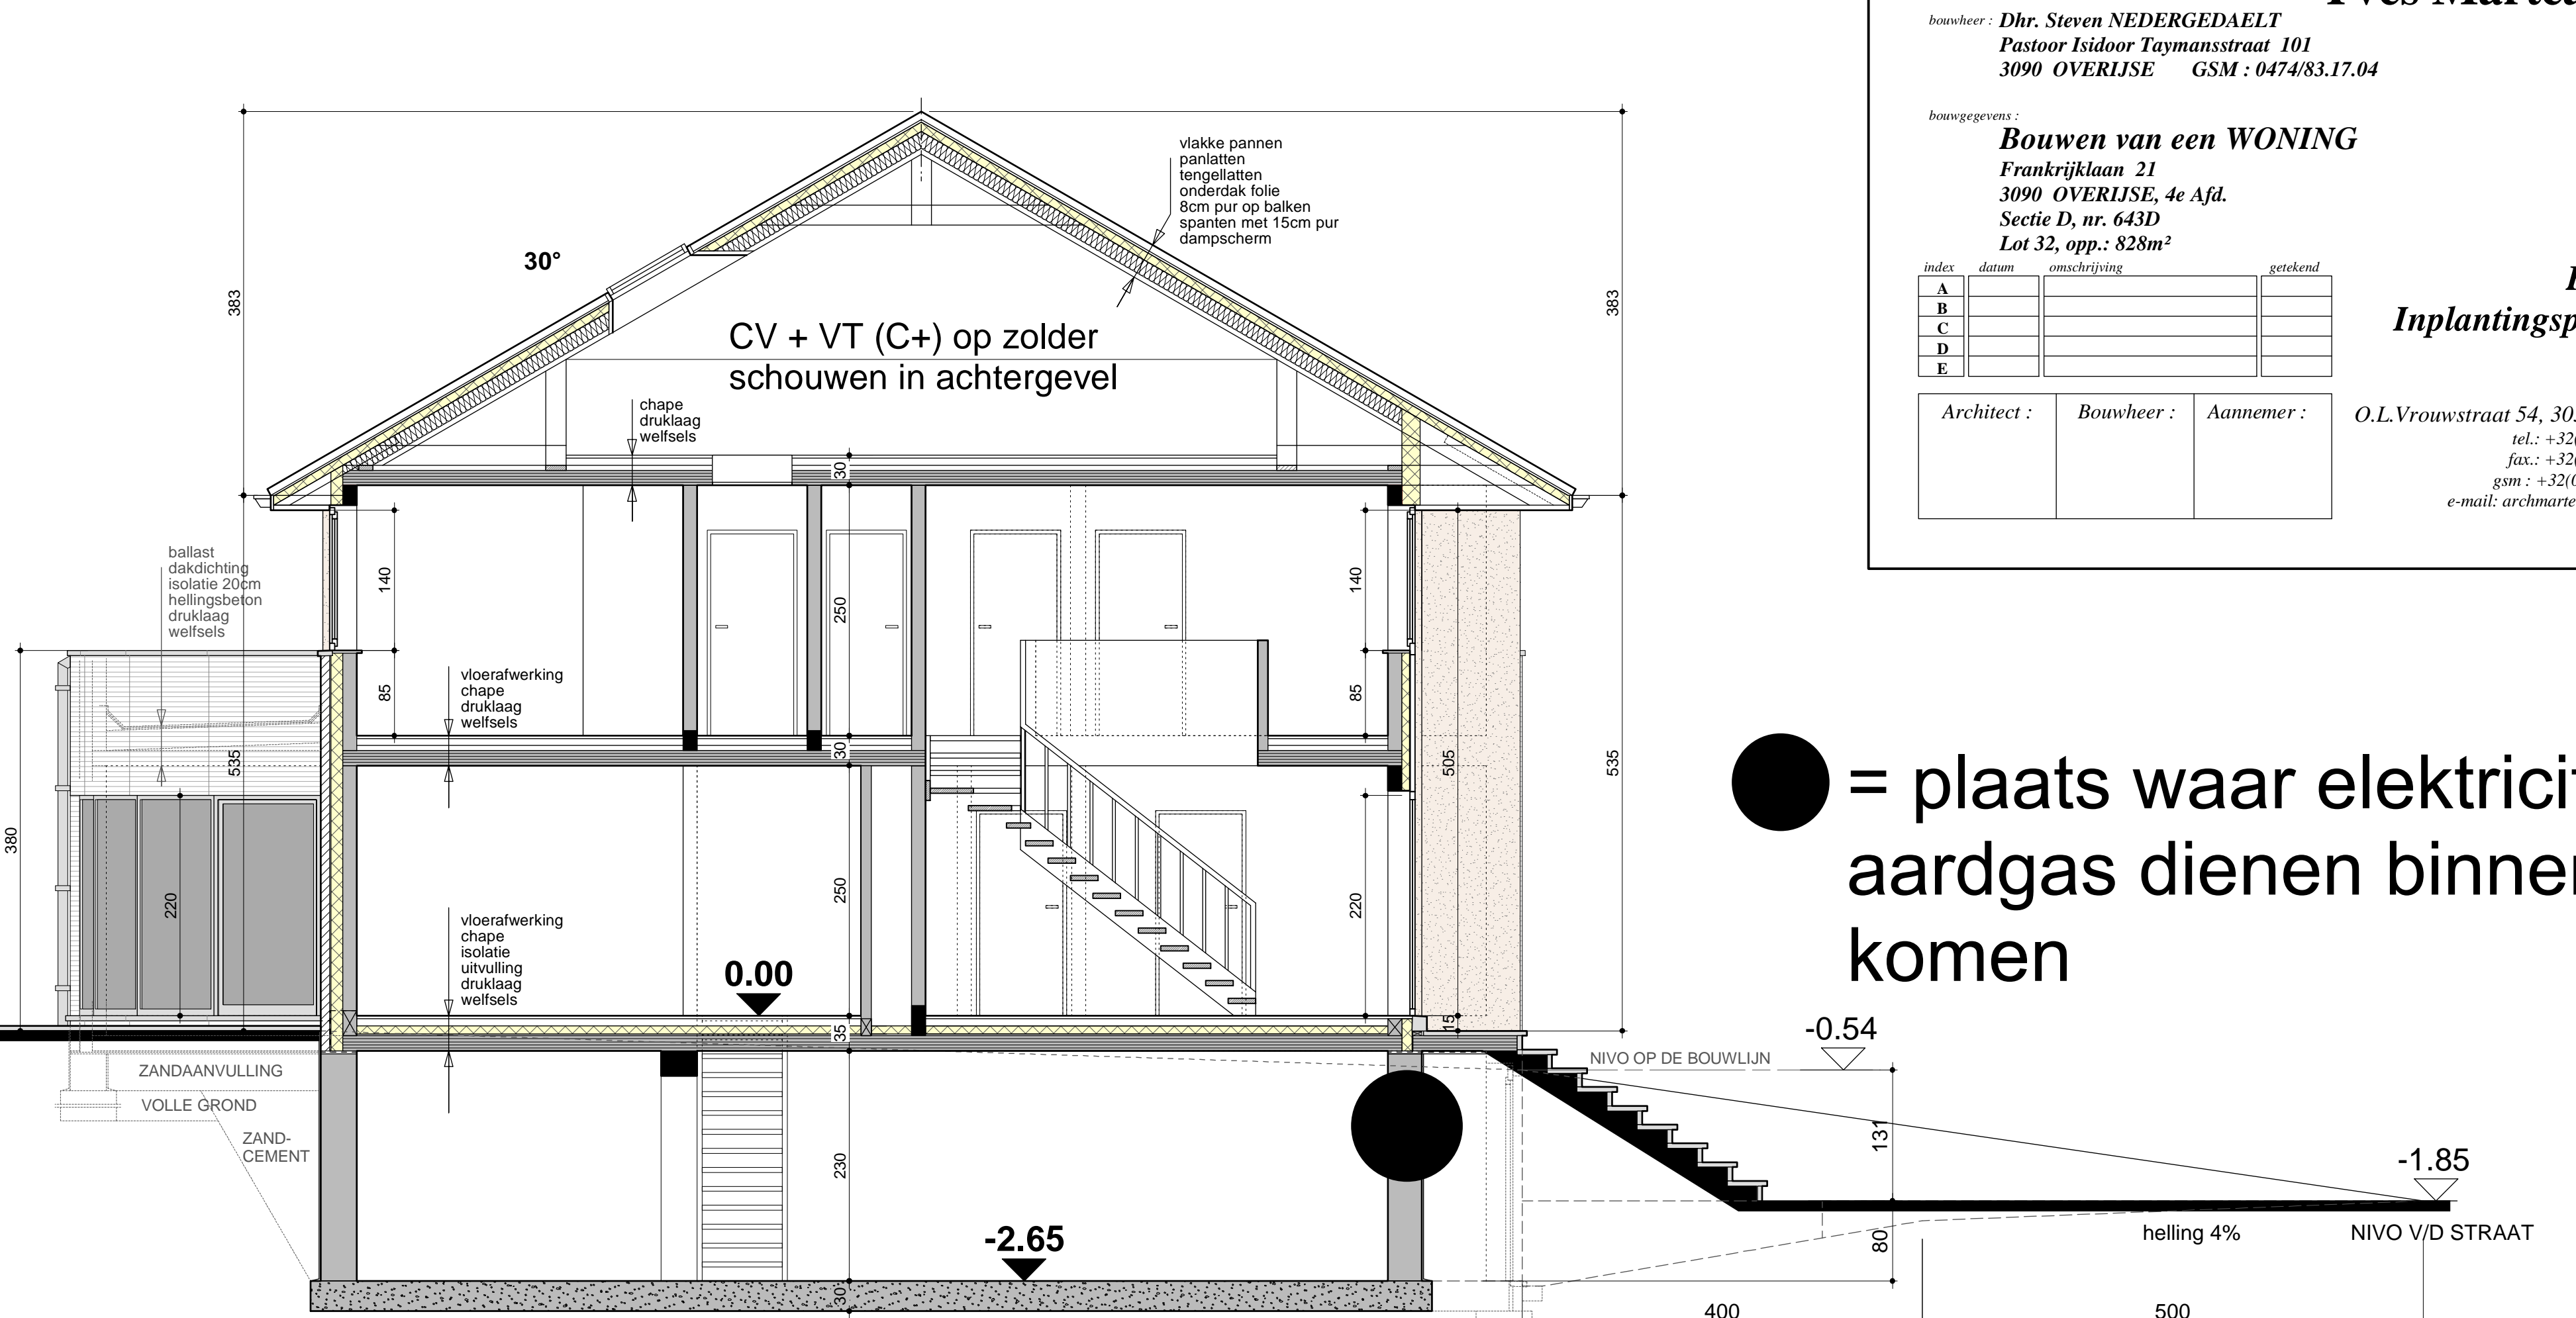 bouwheer : Dhr. Steven NEDERGEDAELT
Pastoor Isidoor Taymansstraat 101
3090 OVERIJSE GSM : 0474/83.17.04
bouwgegevens :
Bouwen van een WONING
Frankrijklaan 21
3090 OVERIJSE, 4e Afd.
Sectie D, nr. 643D
Lot 32, opp.: 828m²
index datum omschrijving getekend
A
B
C
D
E
Architect : Bouwheer : Aannemer :
O.L.Vrouwstraat 54,
tel.:
fax.:
gsm :
e-mail:
vlakke pannen
panlatten
tengellatten
onderdak folie
8cm pur op balken
spanten met 15cm pur
dampscherm
30°
383
383
CV + VT (C+) op zolder
schouwen in achtergevel
chape
druklaag
welfsels
30
ballast
dakdichting
isolatie 20cm
hellingsbeton
druklaag
welfsels
140
250
140
85
85
vloerafwerking
chape
druklaag
welfsels
30
535
505
535
= plaats waar
aardgas dienen
komen
380
220
250
220
vloerafwerking
chape
isolatie
uitvulling
druklaag
welfsels
0.00
35
15
-0.54
NIVO OP DE BOUWLIJN
ZANDAANVULLING
VOLLE GROND
ZAND-
CEMENT
131
230
-1.85
-2.65
80
helling 4%
NIVO V/D STRAAT
30
400
500